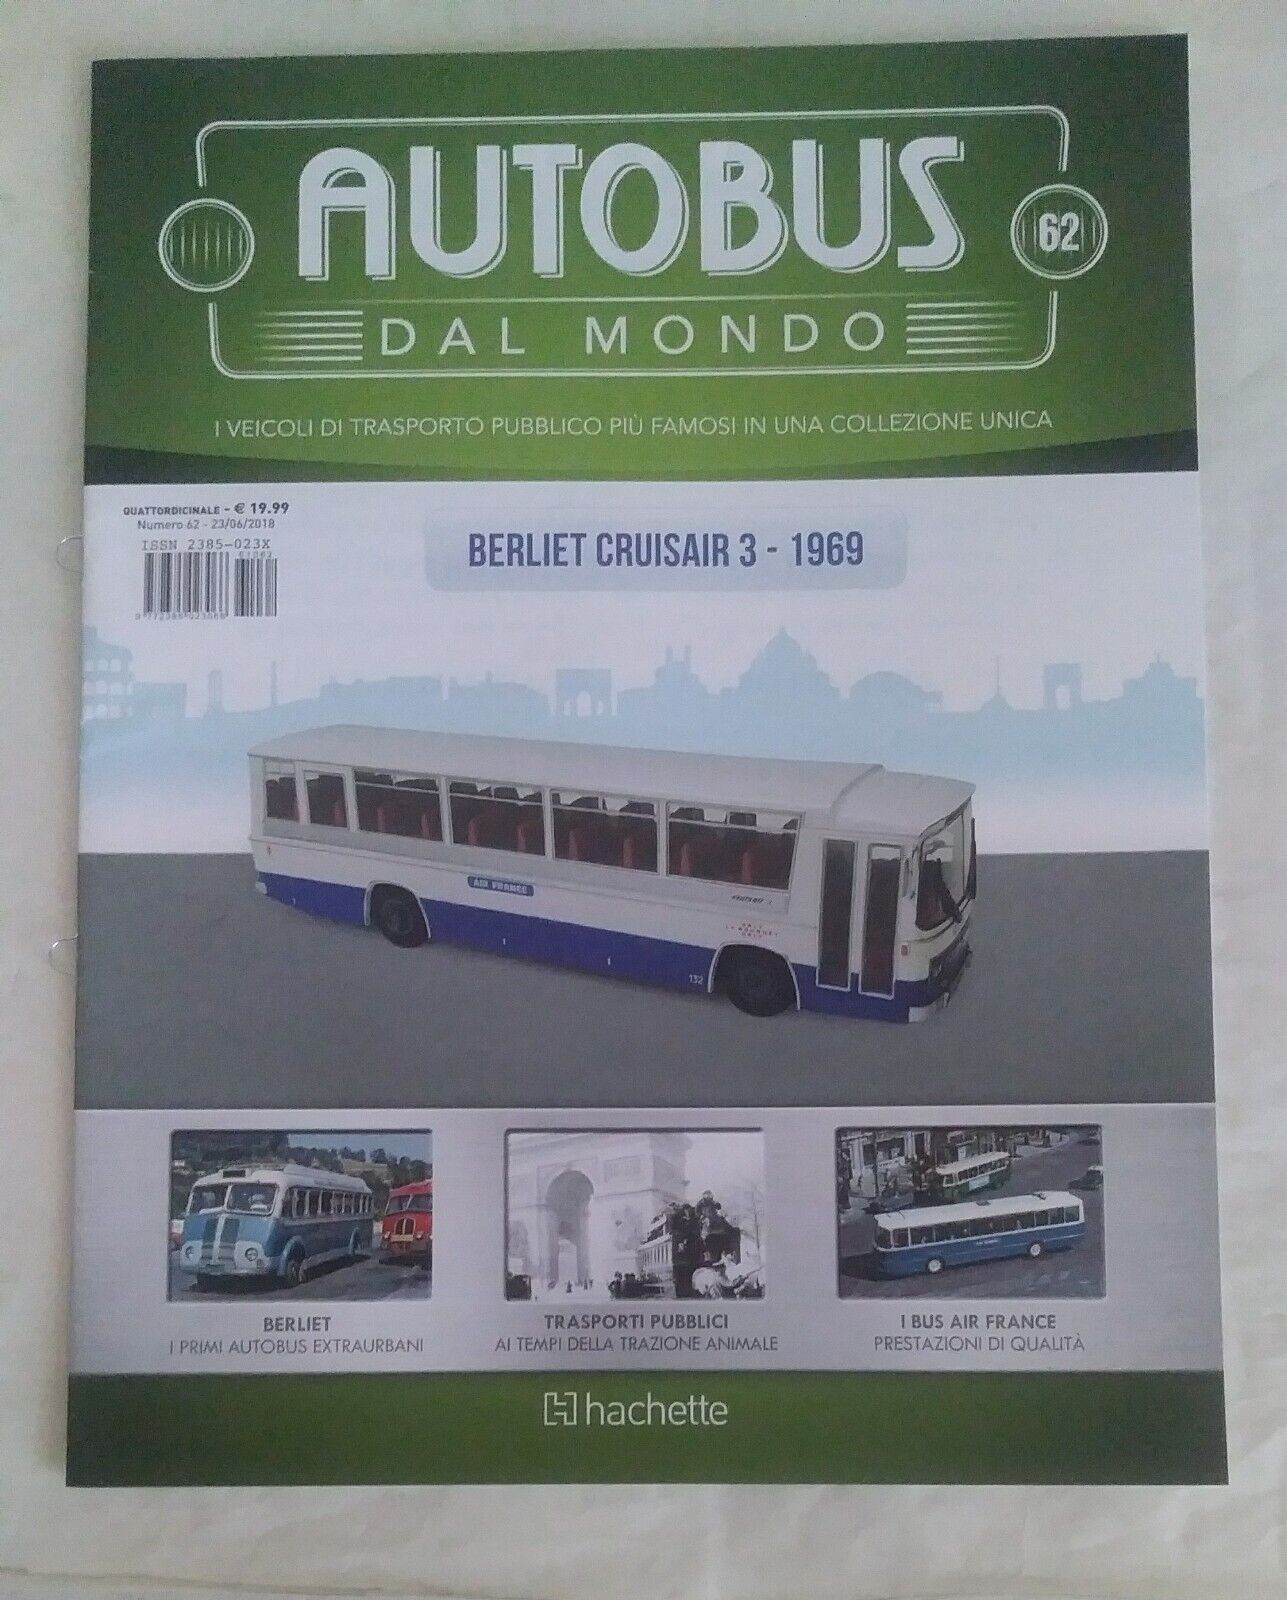 AUTOBUS
62
DAL MONDO
I VEICOLI DI TRASPORTO PUBBLICO PIÙ FAMOSI IN UNA COLLEZIONE UNICA
QUATTORDICINALE - € 19.99
Numero 62 - 23/06/2018
ISSN 2385-023X
BERLIET CRUISAIR 3 - 1969
AIR FRANCE
132
BERLIET
I PRIMI AUTOBUS EXTRAURBANI
TRASPORTI PUBBLICI
AI TEMPI DELLA TRAZIONE ANIMALE
I BUS AIR FRANCE
PRESTAZIONI DI QUALITÀ
hachette